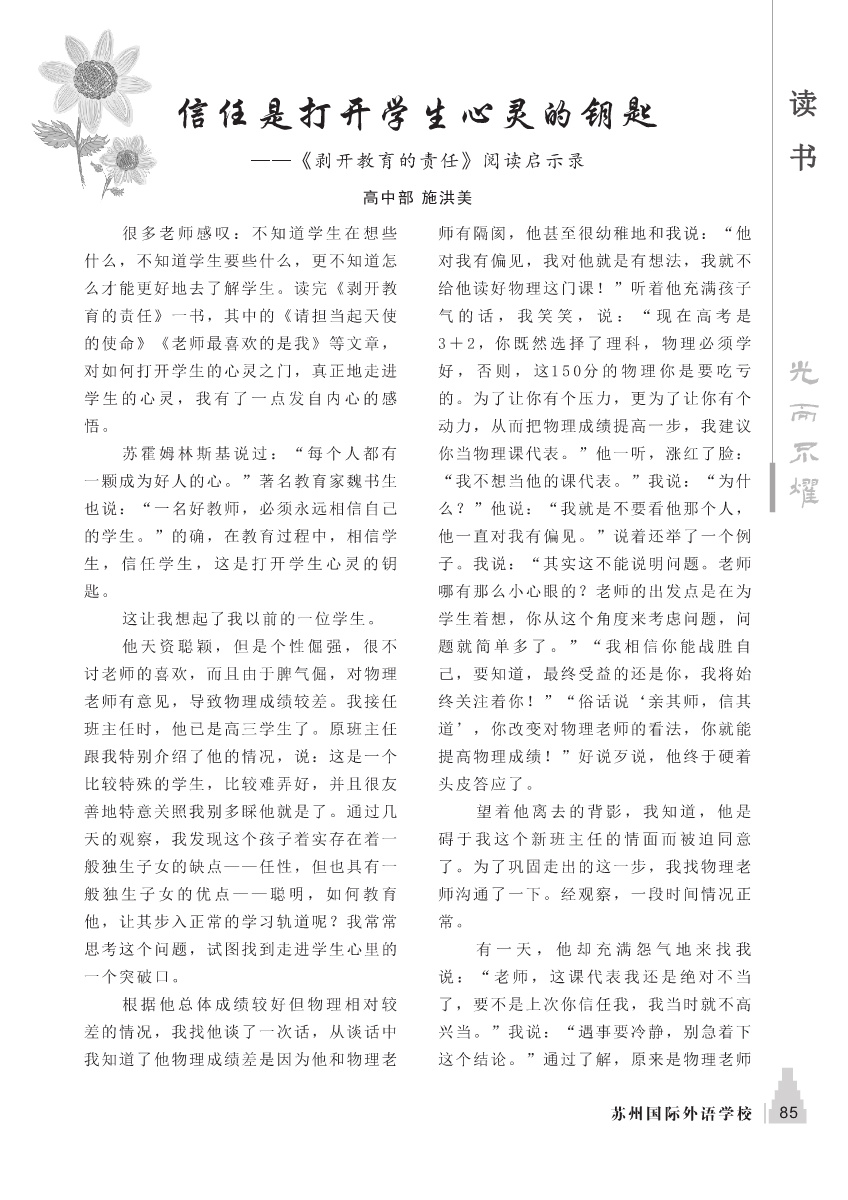 信任是打开学生心灵的钥匙
——《剥开教育的责任》阅读启示录
高中部 施洪美
很多老师感叹：不知道学生在想些
什么，不知道学生要些什么，更不知道怎
么才能更好地去了解学生。读完《剥开教
育的责任》一书，其中的《请担当起天使
的使命》《老师最喜欢的是我》等文章，
对如何打开学生的心灵之门，真正地走进
学生的心灵，我有了一点发自内心的感
悟。
苏霍姆林斯基说过：“每个人都有
一颗成为好人的心。”著名教育家魏书生
也说：“一名好教师，必须永远相信自己
的学生。”的确，在教育过程中，相信学
生，信任学生，这是打开学生心灵的钥
匙。
这让我想起了我以前的一位学生。
他天资聪颖，但是个性倔强，很不
讨老师的喜欢，而且由于脾气倔，对物理
老师有意见，导致物理成绩较差。我接任
班主任时，他已是高三学生了。原班主任
跟我特别介绍了他的情况，说：这是一个
比较特殊的学生，比较难弄好，并且很友
善地特意关照我别多睬他就是了。通过几
天的观察，我发现这个孩子着实存在着一
般独生子女的缺点——任性，但也具有一
般独生子女的优点——聪明，如何教育
他，让其步入正常的学习轨道呢？我常常
思考这个问题，试图找到走进学生心里的
一个突破口。
根据他总体成绩较好但物理相对较
差的情况，我找他谈了一次话，从谈话中
我知道了他物理成绩差是因为他和物理老
师有隔阂，他甚至很幼稚地和我说：“他
对我有偏见，我对他就是有想法，我就不
给他读好物理这门课！”听着他充满孩子
气的话，我笑笑，说：“现在高考是
3＋2，你既然选择了理科，物理必须学
好，否则，这150分的物理你是要吃亏
的。为了让你有个压力，更为了让你有个
动力，从而把物理成绩提高一步，我建议
你当物理课代表。”他一听，涨红了脸：
“我不想当他的课代表。”我说：“为什
么？”他说：“我就是不要看他那个人，
他一直对我有偏见。”说着还举了一个例
子。我说：“其实这不能说明问题。老师
哪有那么小心眼的？老师的出发点是在为
学生着想，你从这个角度来考虑问题，问
题就简单多了。”“我相信你能战胜自
己，要知道，最终受益的还是你，我将始
终关注着你！”“俗话说‘亲其师，信其
道’，你改变对物理老师的看法，你就能
提高物理成绩！”好说歹说，他终于硬着
头皮答应了。
望着他离去的背影，我知道，他是
碍于我这个新班主任的情面而被迫同意
了。为了巩固走出的这一步，我找物理老
师沟通了一下。经观察，一段时间情况正
常。
有一天，他却充满怨气地来找我
说：“老师，这课代表我还是绝对不当
了，要不是上次你信任我，我当时就不高
兴当。”我说：“遇事要冷静，别急着下
这个结论。”通过了解，原来是物理老师
读书
光而不耀
苏州国际外语学校 85